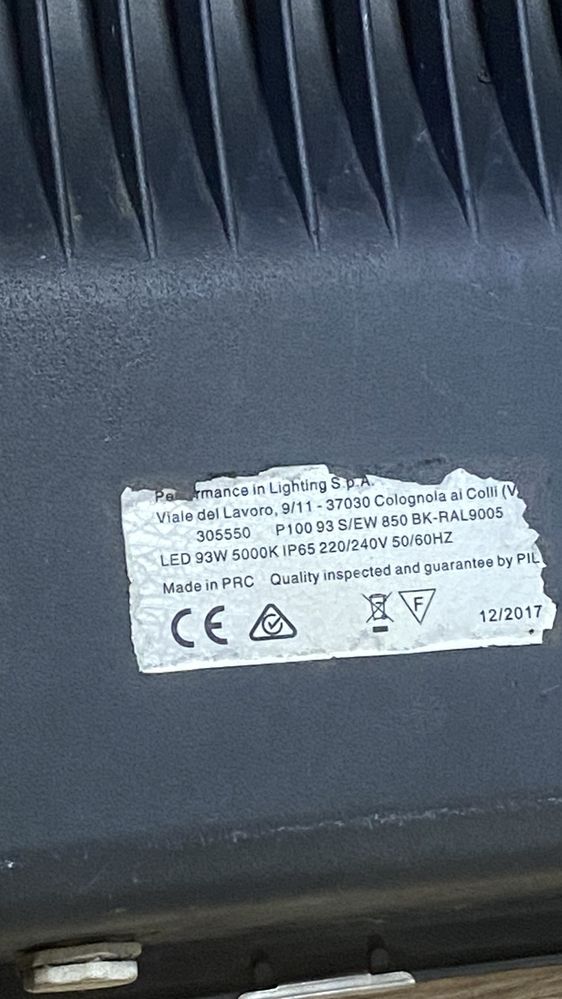 in Lighting S.p.A.
Viale del Lavoro, 9/11 - 37030 Colognola ai Colli (V
305550 P100 93 S/EW 850 BK-RAL9005
LED 93W 5000K IP65 220/240V 50/60HZ
Made in PRC Quality inspected and guarantee by PIL
CE F 12/2017